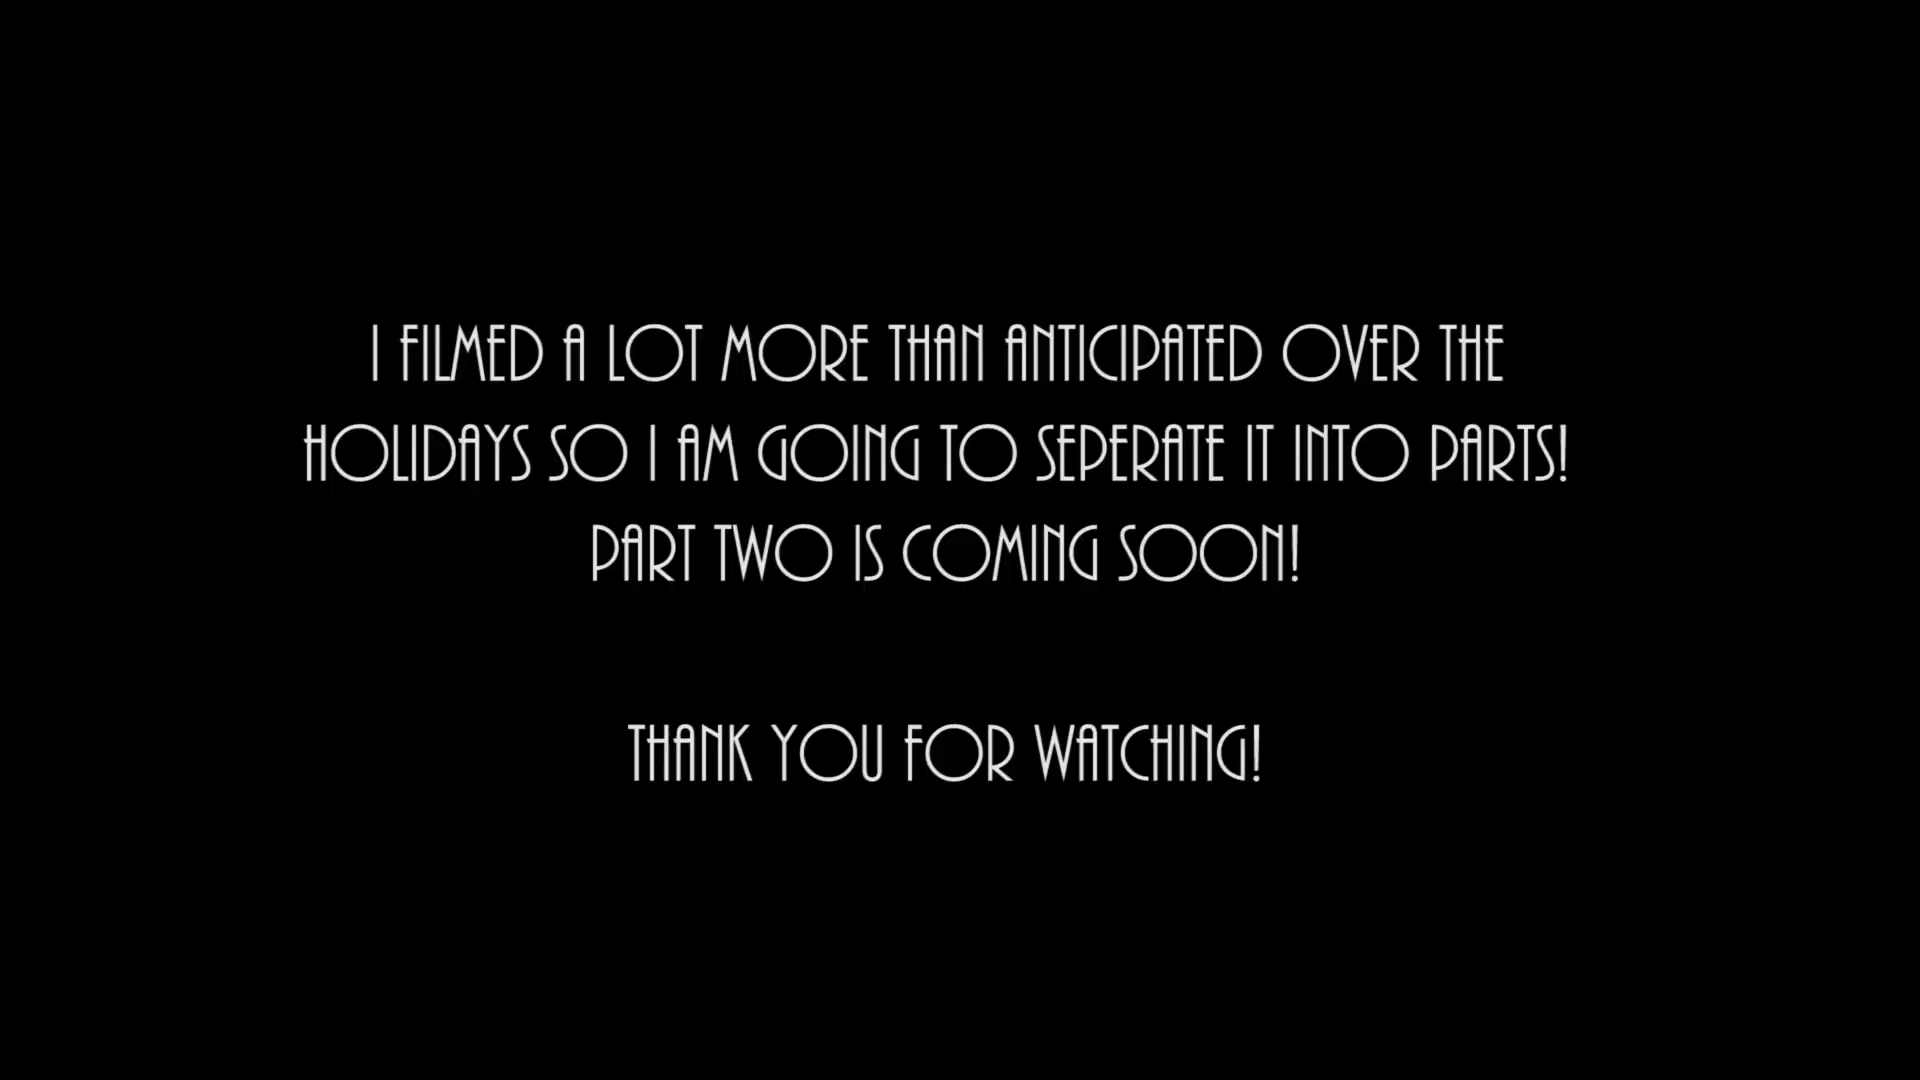 I FILMED A LOT MORE THAN ANTICIPATED OVER THE
HOLIDAYS SO I AM GOING TO SEPERATE IT INTO PARTS!
PART TWO IS COMING SOON!
THANK YOU FOR WATCHING!